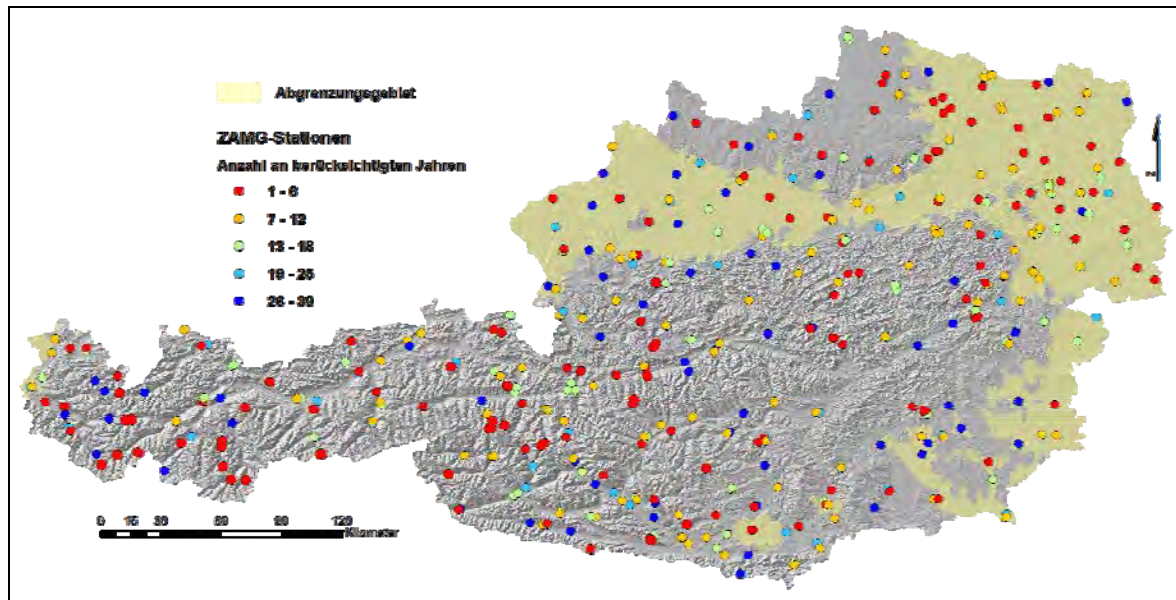 Abgrenzungsgebiet
ZAMG-Stationen
Anzahl an berücksichtigten Jahren
1 - 6
7 - 12
13 - 18
19 - 25
26 - 30
0 15 30 60 90 120
Kilometer